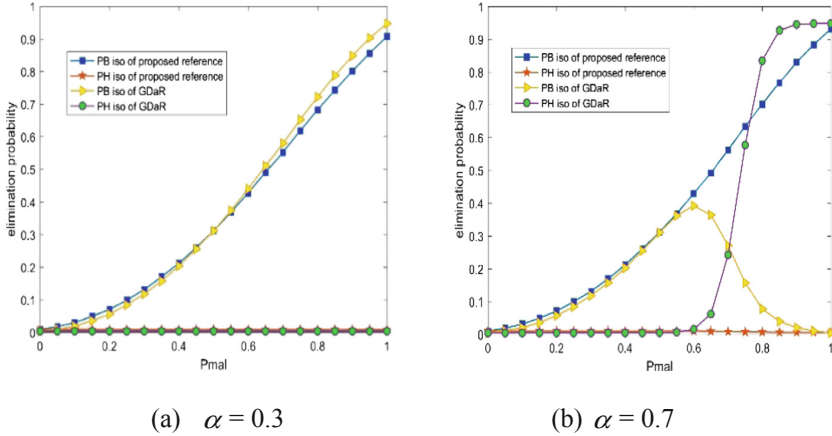 1
0.9
0.8
0.7
0.6
0.5
0.4
0.3
0.2
0.1
0
elimination probability
PB iso of proposed reference
PH iso of proposed reference
PB iso of GDaR
PH iso of GDaR
0 0.2 0.4 0.6 0.8 1
Pmal
(a) α = 0.3
1
0.9
0.8
0.7
0.6
0.5
0.4
0.3
0.2
0.1
0
elimination probability
PB iso of proposed reference
PH iso of proposed reference
PB iso of GDaR
PH iso of GDaR
0 0.2 0.4 0.6 0.8 1
Pmal
(b) α = 0.7